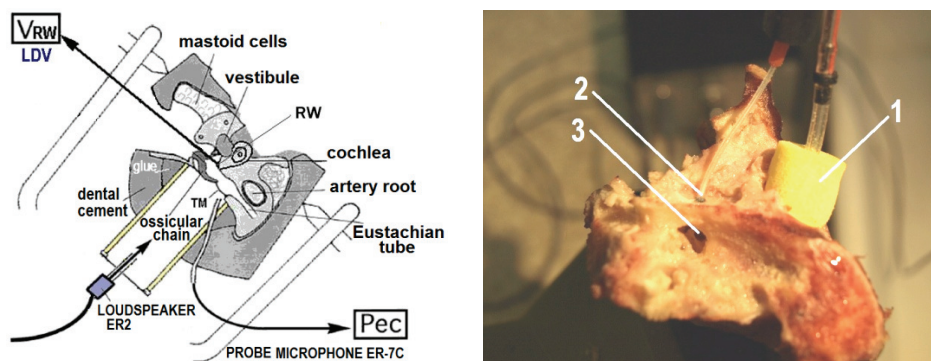 VRW
LDV
mastoid cells
vestibule
RW
cochlea
artery root
Eustachian
tube
glue
dental
cement
TM
ossicular
chain
LOUDSPEAKER
ER2
Pec
PROBE MICROPHONE ER-7C
2
3
1